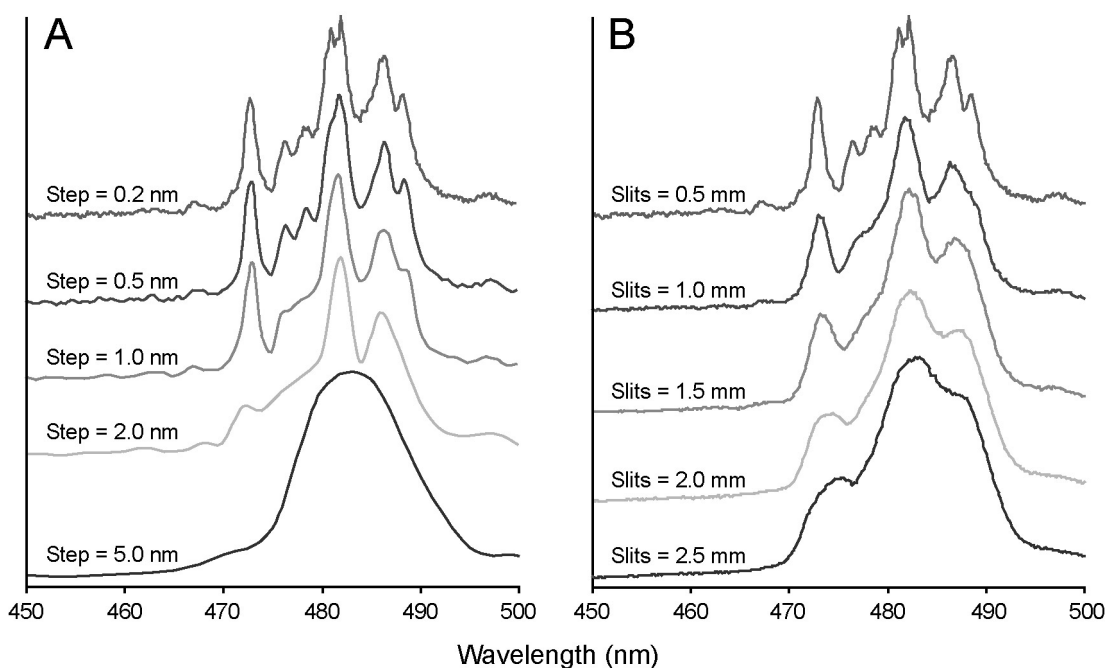 A
Step = 0.2 nm
Step = 0.5 nm
Step = 1.0 nm
Step = 2.0 nm
Step = 5.0 nm
450 460 470 480 490 500
B
Slits = 0.5 mm
Slits = 1.0 mm
Slits = 1.5 mm
Slits = 2.0 mm
Slits = 2.5 mm
450 460 470 480 490 500
Wavelength (nm)